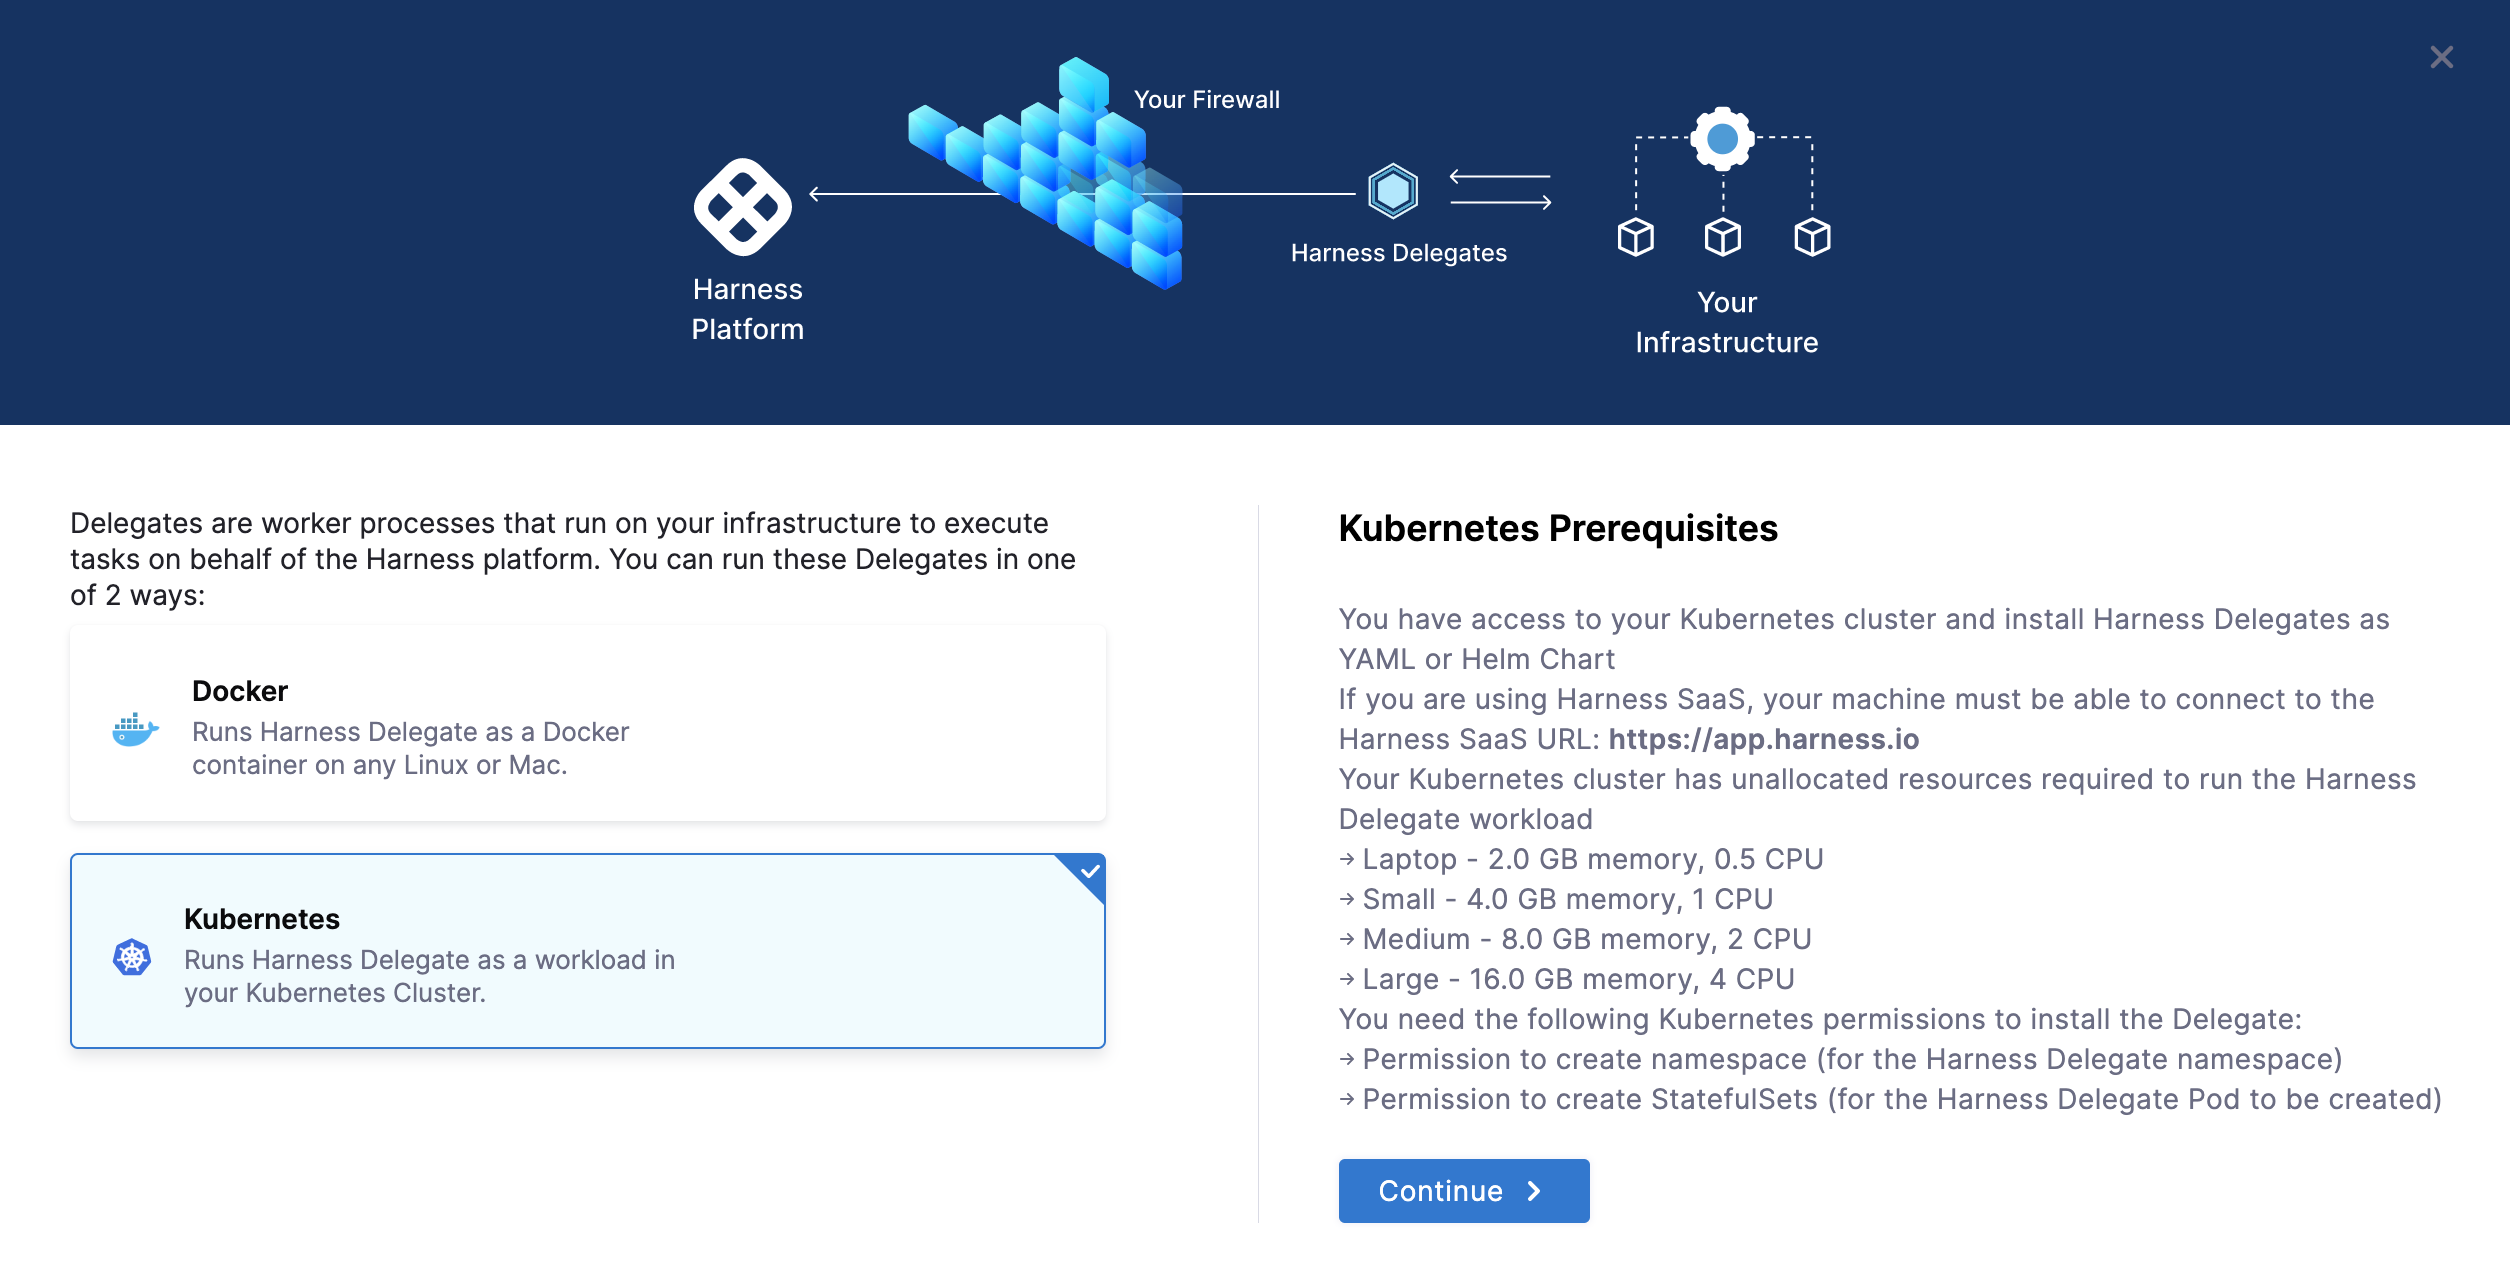 Your Firewall
Harness Delegates
Harness
Platform
Your
Infrastructure
Delegates are worker processes that run on your infrastructure to execute
tasks on behalf of the Harness platform. You can run these Delegates in one
of 2 ways:
Docker
Runs Harness Delegate as a Docker
container on any Linux or Mac.
Kubernetes
Runs Harness Delegate as a workload in
your Kubernetes Cluster.
Kubernetes Prerequisites
You have access to your Kubernetes cluster and install Harness Delegates as
YAML or Helm Chart
If you are using Harness SaaS, your machine must be able to connect to the
Harness SaaS URL: https://app.harness.io
Your Kubernetes cluster has unallocated resources required to run the Harness
Delegate workload
→ Laptop - 2.0 GB memory, 0.5 CPU
→ Small - 4.0 GB memory, 1 CPU
→ Medium - 8.0 GB memory, 2 CPU
→ Large - 16.0 GB memory, 4 CPU
You need the following Kubernetes permissions to install the Delegate:
→ Permission to create namespace (for the Harness Delegate namespace)
→ Permission to create StatefulSets (for the Harness Delegate Pod to be created)
Continue